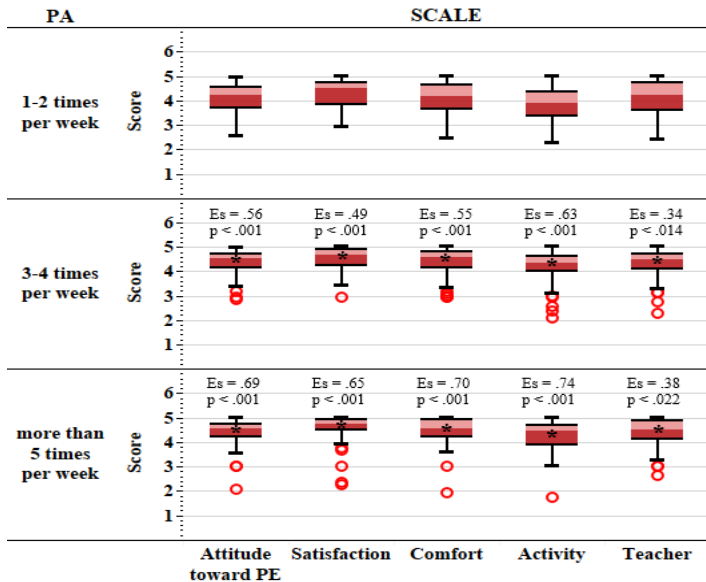 PA SCALE
1-2 times
per week
Score
6
5
4
3
2
1
3-4 times
per week
Score
6
5
4
3
2
1
Es = .56 Es = .49 Es = .55 Es = .63 Es = .34
p < .001 p < .001 p < .001 p < .001 p < .014
* * * * *
more than
5 times
per week
Score
6
5
4
3
2
1
Es = .69 Es = .65 Es = .70 Es = .74 Es = .38
p < .001 p < .001 p < .001 p < .001 p < .022
* * * * *
Attitude Satisfaction Comfort Activity Teacher
toward PE